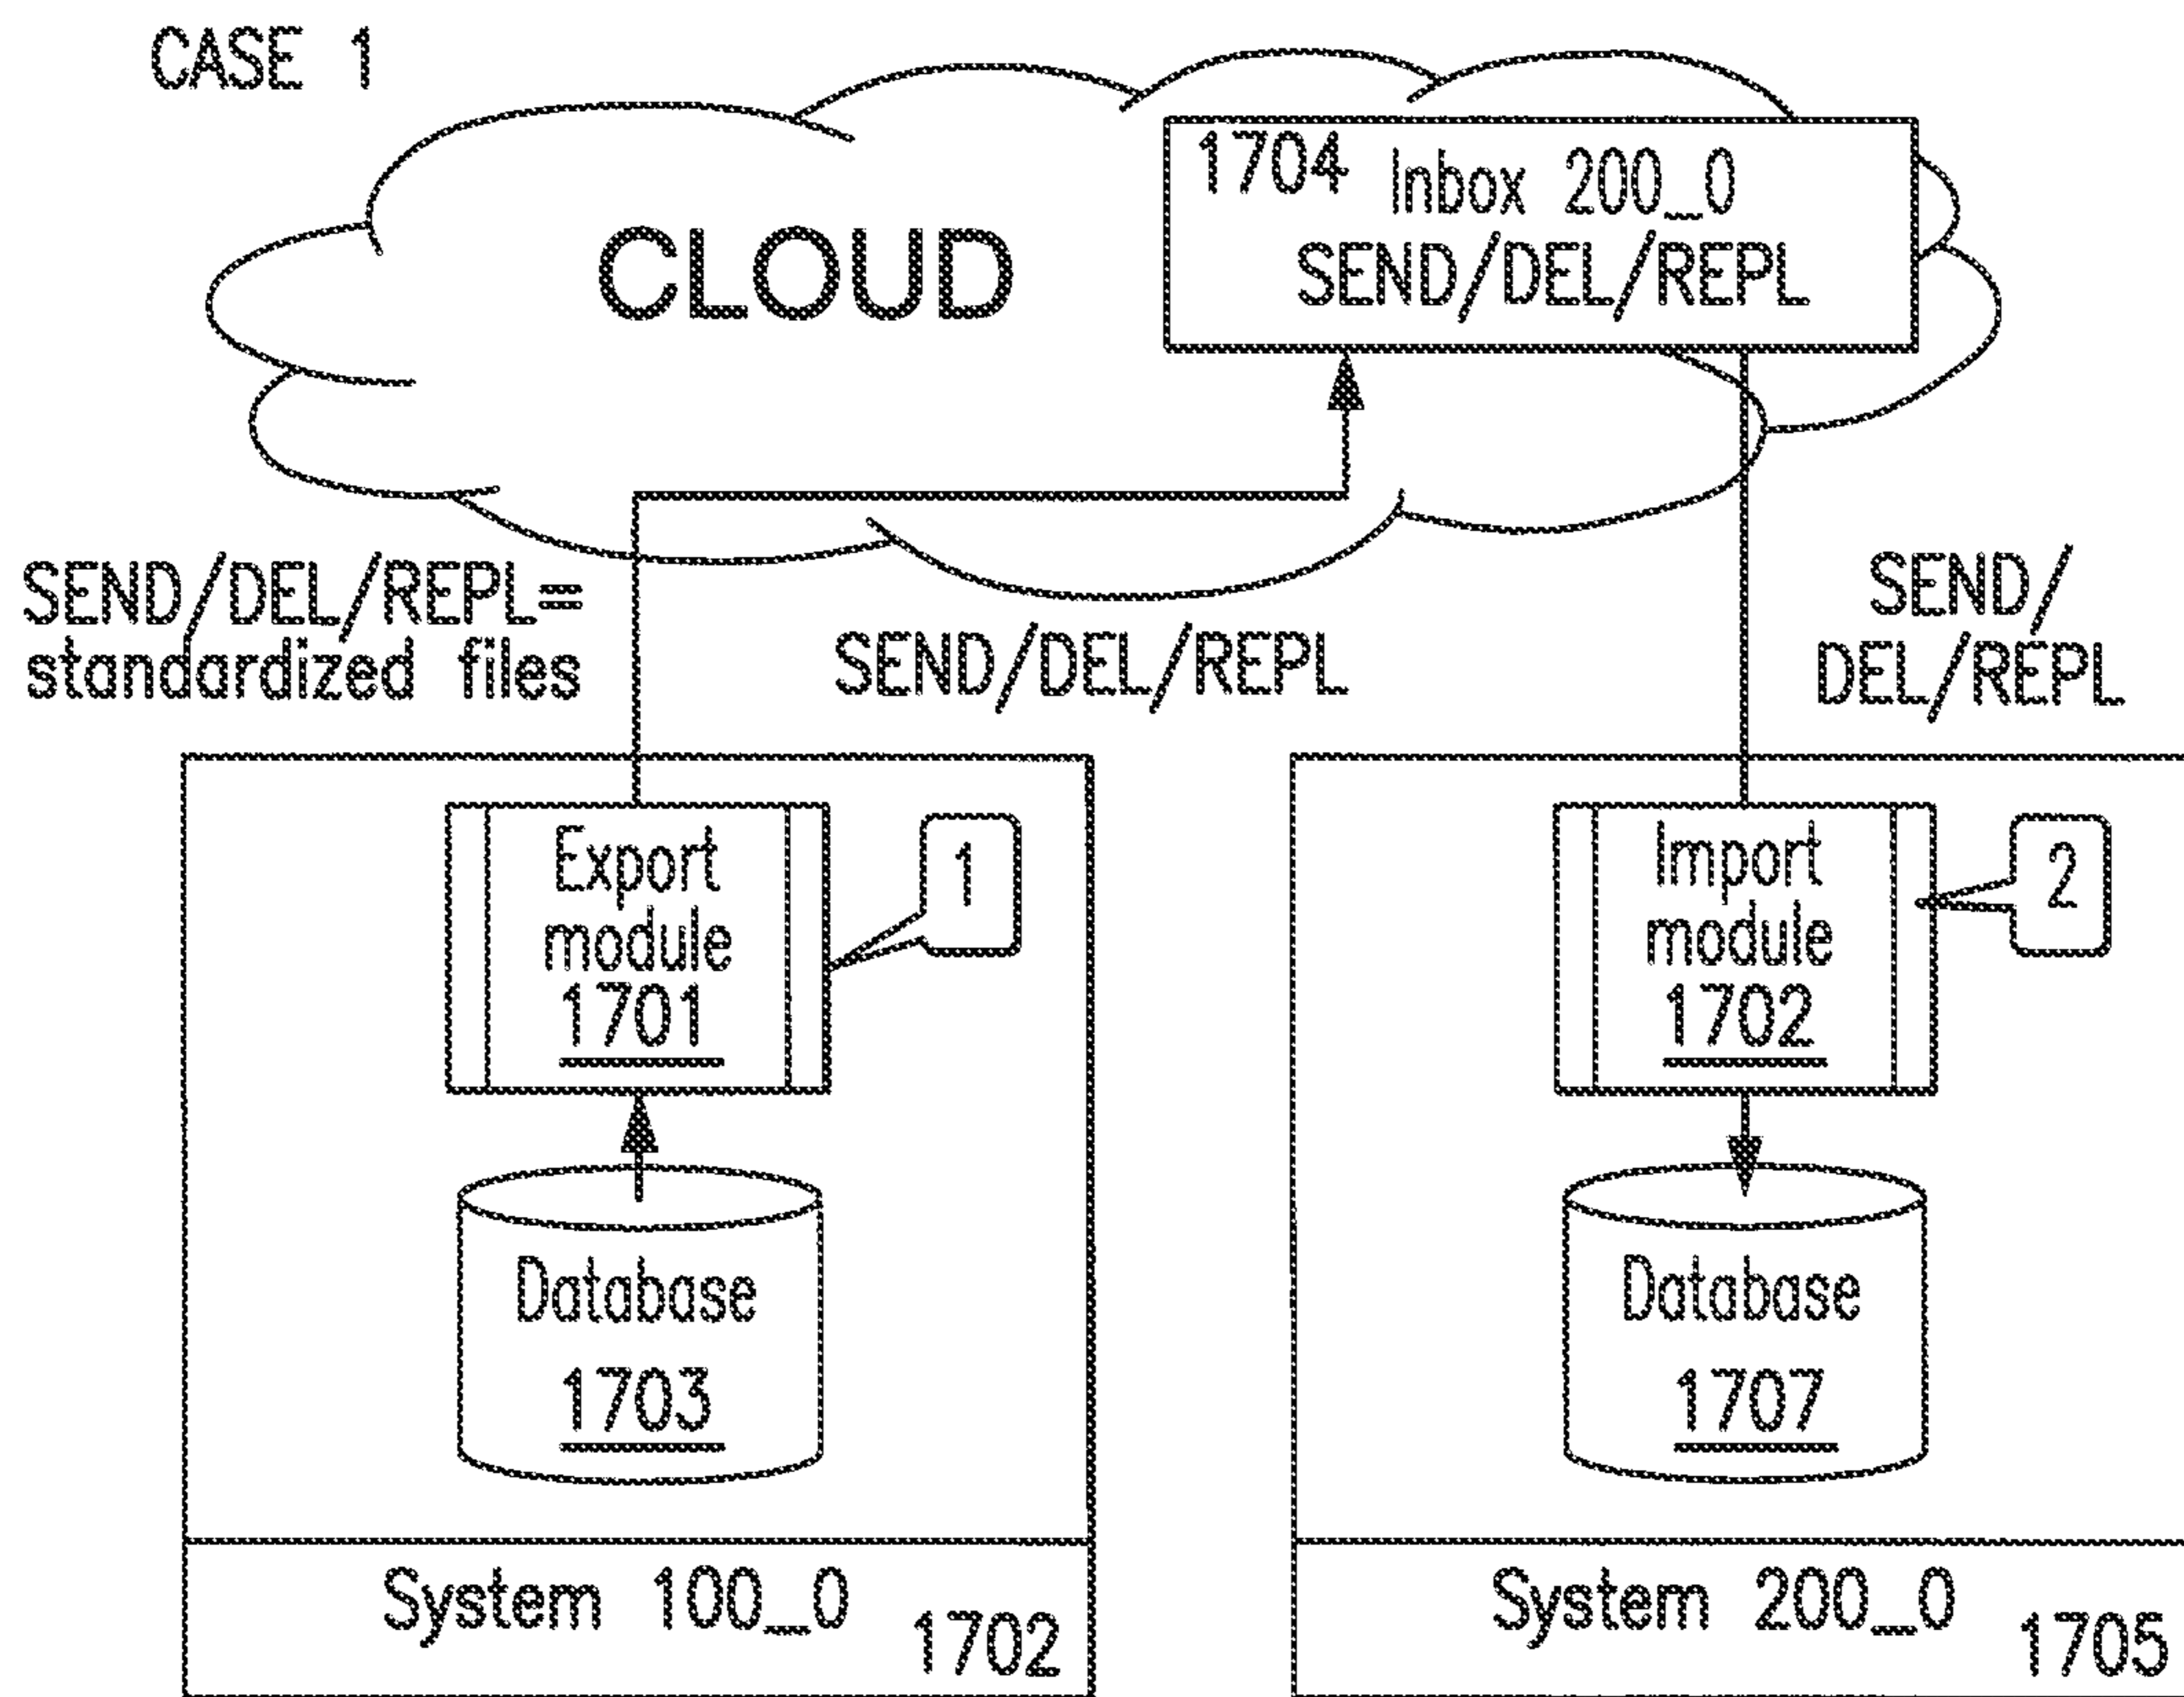 CASE 1
1704 Inbox 200_0
SEND/DEL/REPL
CLOUD
SEND/DEL/REPL=
standardized files
SEND/DEL/REPL
SEND/
DEL/REPL
Export
module
1701
1
Database
1703
System 100_0
1702
Import
module
1702
2
Database
1707
System 200_0
1705